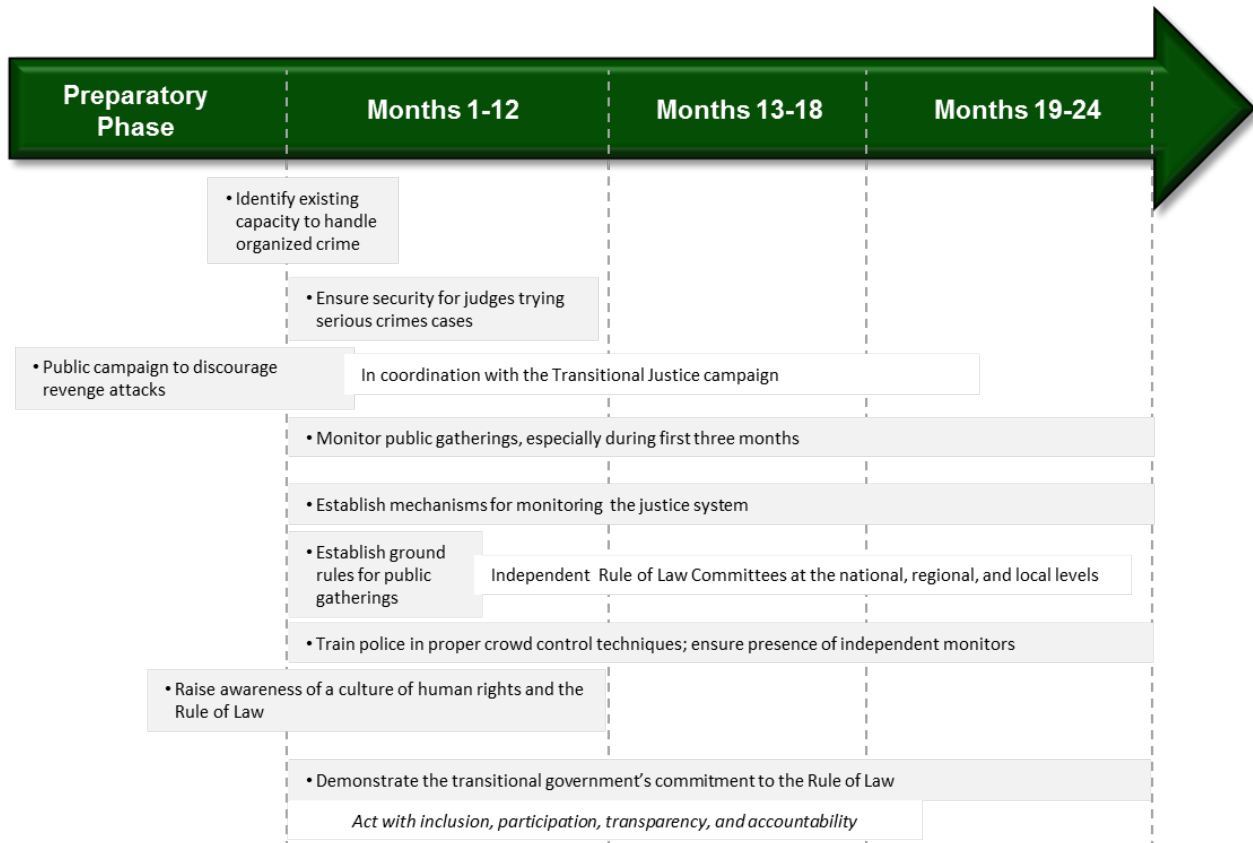 Preparatory
Phase
Months 1-12
Months 13-18
Months 19-24
• Identify existing
capacity to handle
organized crime
• Ensure security for judges trying
serious crimes cases
• Public campaign to discourage
revenge attacks
In coordination with the Transitional Justice campaign
• Monitor public gatherings, especially during first three months
• Establish mechanisms for monitoring the justice system
• Establish ground
rules for public
gatherings
Independent Rule of Law Committees at the national, regional, and local levels
• Train police in proper crowd control techniques; ensure presence of independent monitors
• Raise awareness of a culture of human rights and the
Rule of Law
• Demonstrate the transitional government’s commitment to the Rule of Law
Act with inclusion, participation, transparency, and accountability